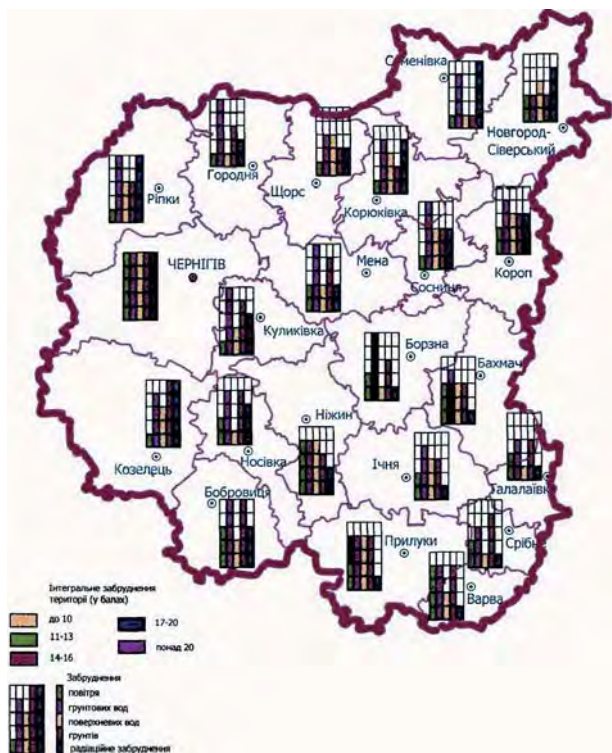 Семенівка
Новгород-
Сіверський
Городня
Щорс
Ріпки
Корюківка
Короп
Мена
Сосниця
ЧЕРНІГІВ
Куликівка
Борзна
Бахмач
Ніжин
Носівка
Козелець
Ічня
Талалаївка
Бобровиця
Прилуки
Срібне
Варва
Інтегральне забруднення
території (у балах)
до 10
11-13
14-16
17-20
понад 20
Забруднення
повітря
грунтових вод
поверхневих вод
грунтів
радіаційне забруднення